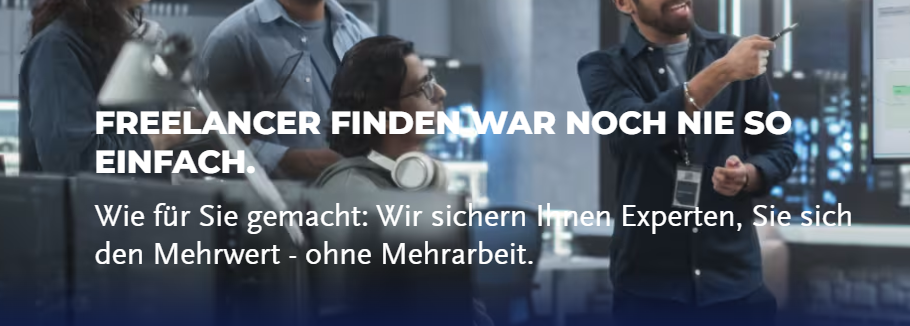 FREELANCER FINDEN WAR NOCH NIE SO
EINFACH.
Wie für Sie gemacht: Wir sichern Ihnen Experten, Sie sich
den Mehrwert - ohne Mehrarbeit.